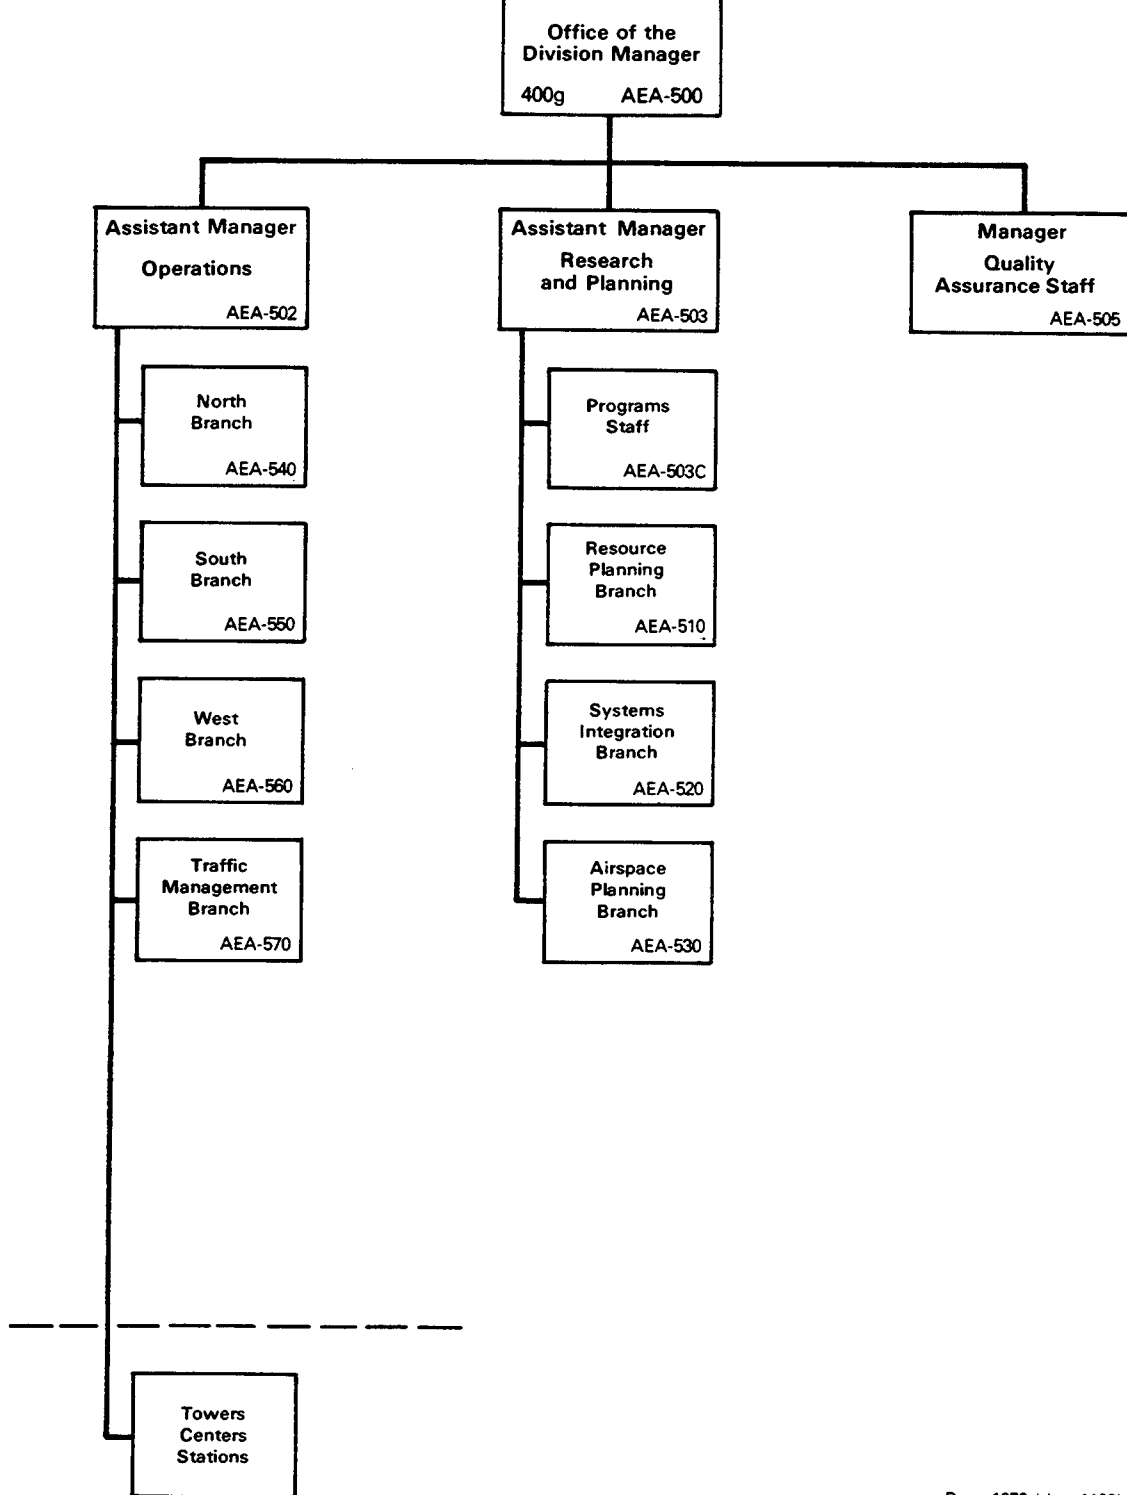 Office of the
Division Manager
400g AEA-500
Assistant Manager
Operations
AEA-502
Assistant Manager
Research
and Planning
AEA-503
Manager
Quality
Assurance Staff
AEA-505
North
Branch
AEA-540
South
Branch
AEA-550
West
Branch
AEA-560
Traffic
Management
Branch
AEA-570
Programs
Staff
AEA-503C
Resource
Planning
Branch
AEA-510
Systems
Integration
Branch
AEA-520
Airspace
Planning
Branch
AEA-530
Towers
Centers
Stations